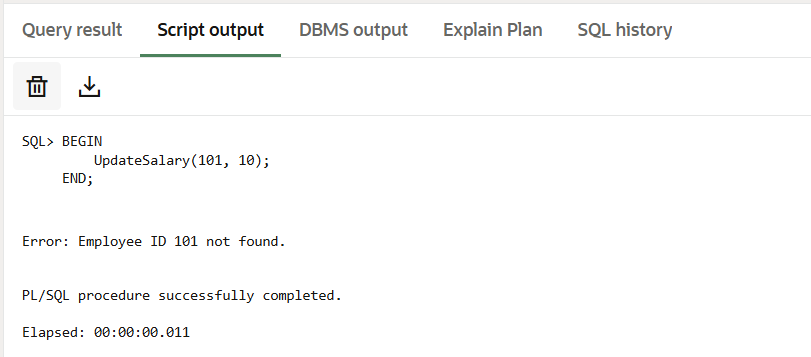 Query result Script output DBMS output Explain Plan SQL history
SQL> BEGIN
UpdateSalary(101, 10);
END;
Error: Employee ID 101 not found.
PL/SQL procedure successfully completed.
Elapsed: 00:00:00.011